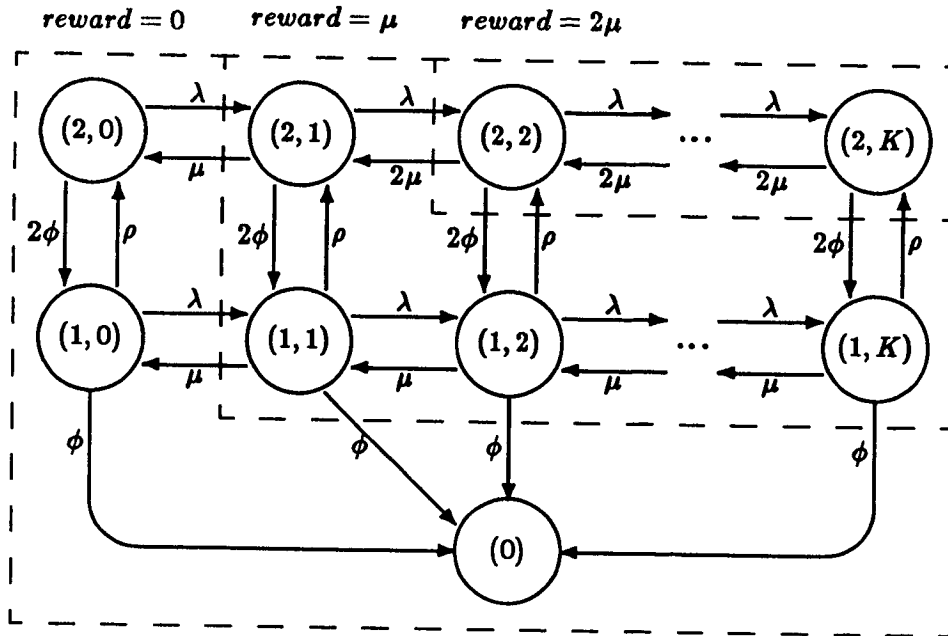 reward = 0 reward = μ reward = 2μ
λ λ λ λ
(2, 0) (2, 1) (2, 2) ... (2, K)
μ 2μ 2μ 2μ
2φ ρ 2φ ρ 2φ ρ 2φ ρ
λ λ λ λ
(1, 0) (1, 1) (1, 2) ... (1, K)
μ μ μ μ
φ φ φ φ
(0)